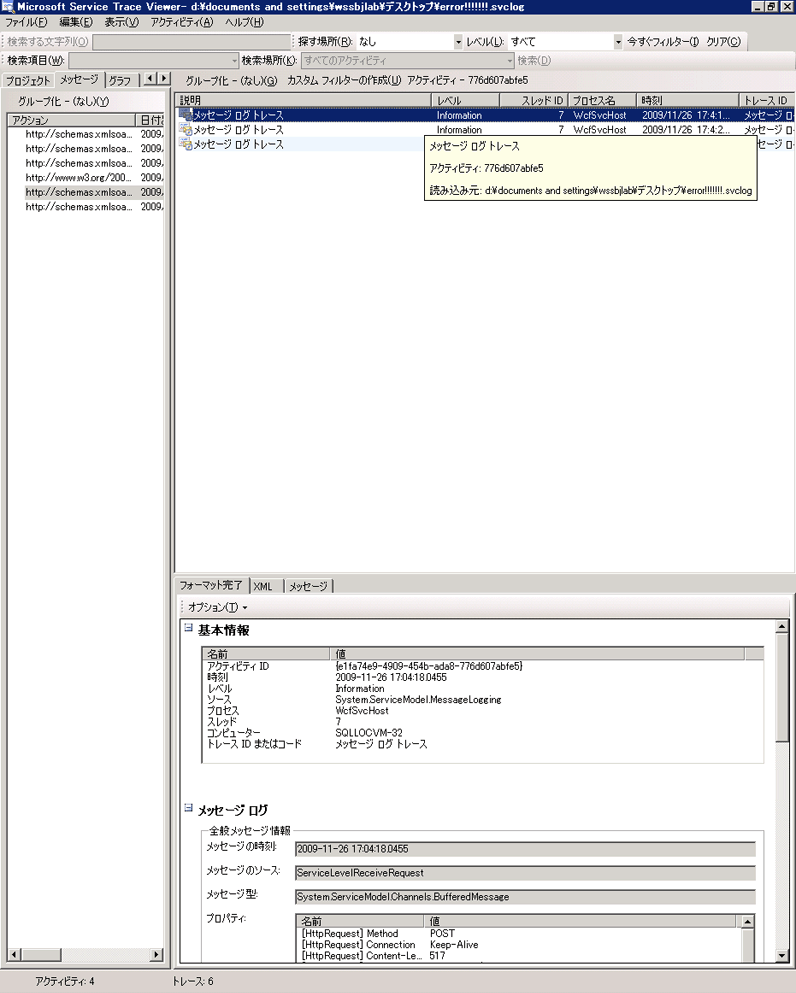 Microsoft Service Trace Viewer- d:¥documents and settings¥wssbjlab¥デスクトップ¥error!!!!!!!.svclog
ファイル(F) 編集(E) 表示(V) アクティビティ(A) ヘルプ(H)
検索する文字列(O) 探す場所(R): なし レベル(L): すべて 今すぐフィルター(I) クリア(C)
検索項目(W): 検索場所(K): すべてのアクティビティ 検索(D)
プロジェクト メッセージ グラフ グループ化 - (なし)(G) カスタム フィルターの作成(U) アクティビティ - 776d607abfe5
グループ化 - (なし)(Y)
アクション 日付
http://schemas.xmlsoa... 2009,
http://schemas.xmlsoa... 2009,
http://schemas.xmlsoa... 2009,
http://www.w3.org/200... 2009,
http://schemas.xmlsoa... 2009,
http://schemas.xmlsoa... 2009,
説明 レベル スレッド ID プロセス名 時刻 トレース ID
メッセージ ログ トレース Information 7 WcfSvcHost 2009/11/26 17:4:1... メッセージ ロ
メッセージ ログ トレース Information 7 WcfSvcHost 2009/11/26 17:4:2... メッセージ ロ
メッセージ ログ トレース セージ ロ
メッセージ ログ トレース
アクティビティ: 776d607abfe5
読み込み元: d:¥documents and settings¥wssbjlab¥デスクトップ¥error!!!!!!!.svclog
フォーマット完了 XML メッセージ
オプション(T)
基本情報
名前 値
アクティビティ ID {e1fa74e9-4909-454b-ada8-776d607abfe5}
時刻 2009-11-26 17:04:18.0455
レベル Information
ソース System.ServiceModel.MessageLogging
プロセス WcfSvcHost
スレッド 7
コンピューター SQLLOCVM-32
トレース ID またはコード メッセージ ログ トレース
メッセージ ログ
全般メッセージ情報
メッセージの時刻: 2009-11-26 17:04:18.0455
メッセージのソース: ServiceLevelReceiveRequest
メッセージ型: System.ServiceModel.Channels.BufferedMessage
プロパティ: 名前 値
[HttpRequest] Method POST
[HttpRequest] Connection Keep-Alive
[HttpRequest] Content-Le... 517
アクティビティ: 4 トレース: 6